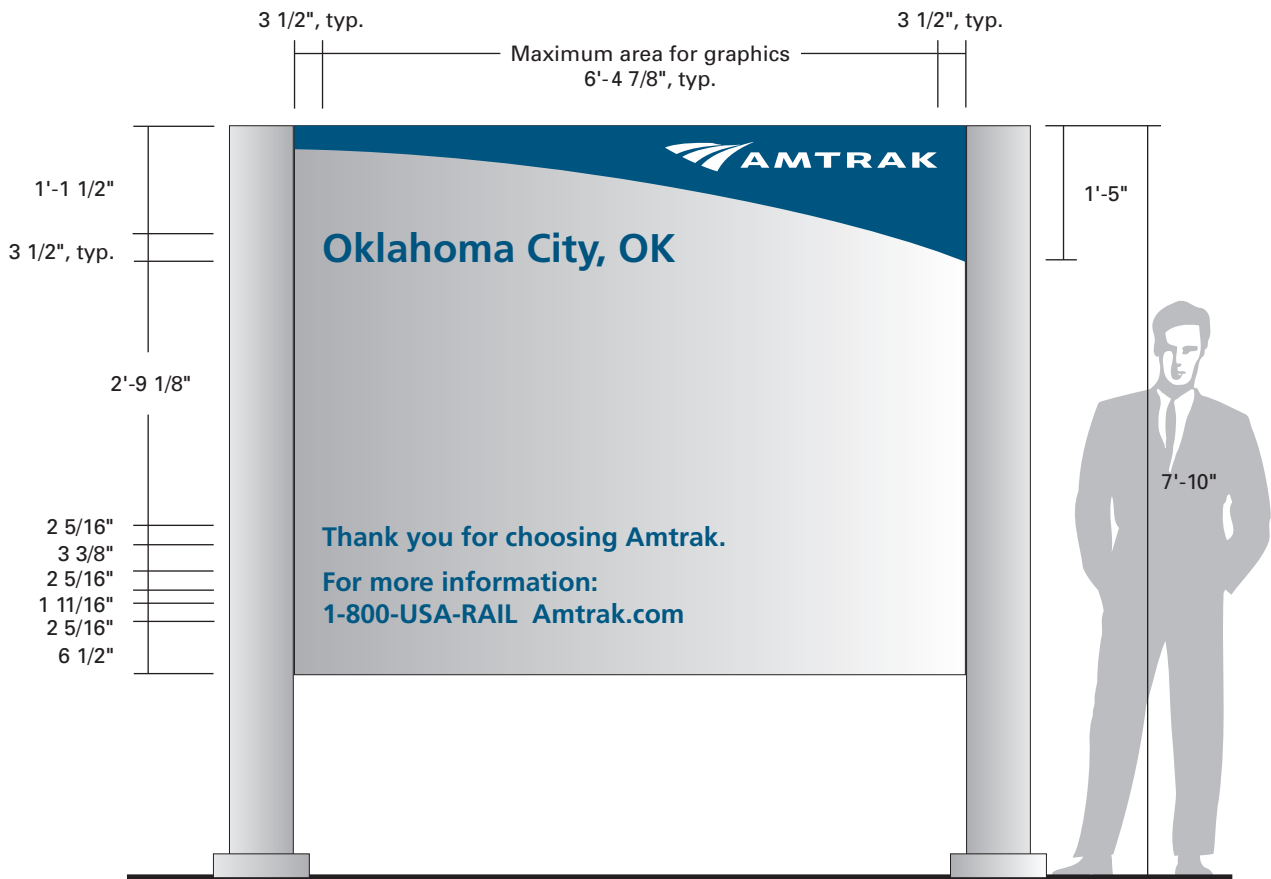 3 1/2", typ.
3 1/2", typ.
Maximum area for graphics
6'-4 7/8", typ.
AMTRAK
1'-1 1/2"
1'-5"
3 1/2", typ.
Oklahoma City, OK
2'-9 1/8"
7'-10"
2 5/16"
3 3/8"
2 5/16"
1 11/16"
2 5/16"
6 1/2"
Thank you for choosing Amtrak.
For more information:
1-800-USA-RAIL Amtrak.com